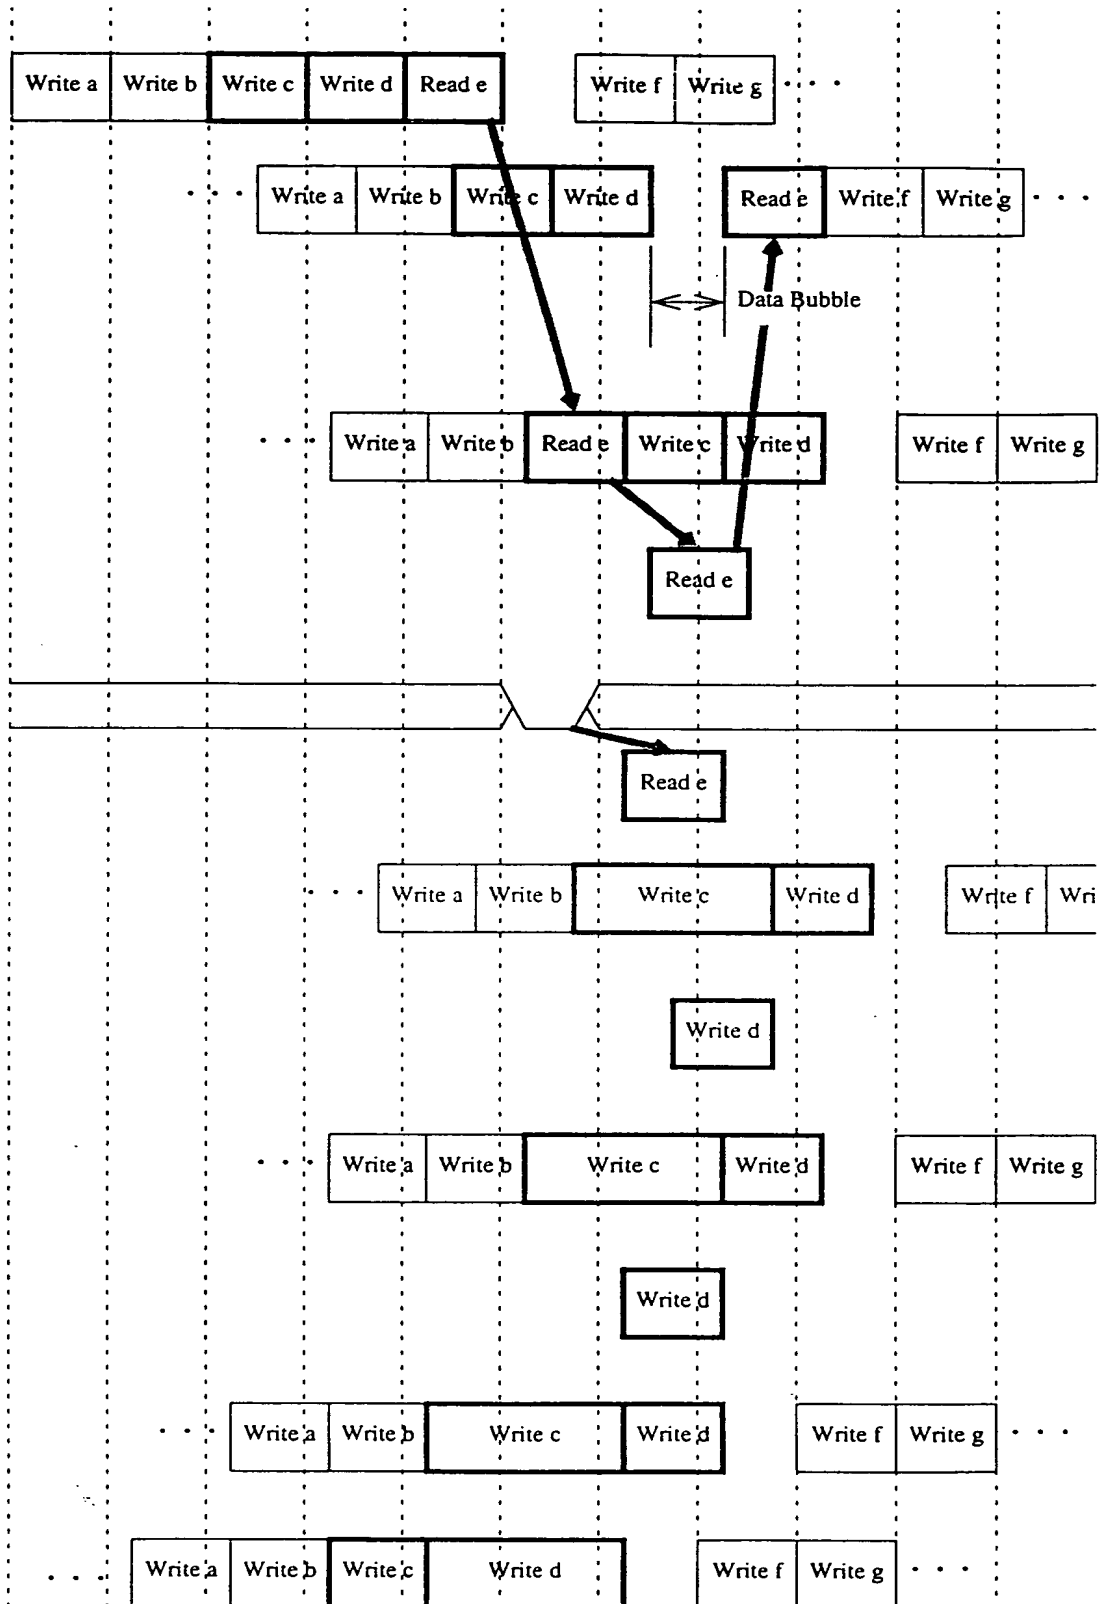 Write a Write b Write c Write d Read e Write f Write g . . .
. . . Write a Write b Write c Write d Read e Write f Write g . . .
Data Bubble
. . . Write a Write b Read e Write c Write d Write f Write g
Read e
Read e
. . . Write a Write b Write c Write d Write f Wri
Write d
. . . Write a Write b Write c Write d Write f Write g
Write d
. . . Write a Write b Write c Write d Write f Write g . . .
. . . Write a Write b Write c Write d Write f Write g . . .